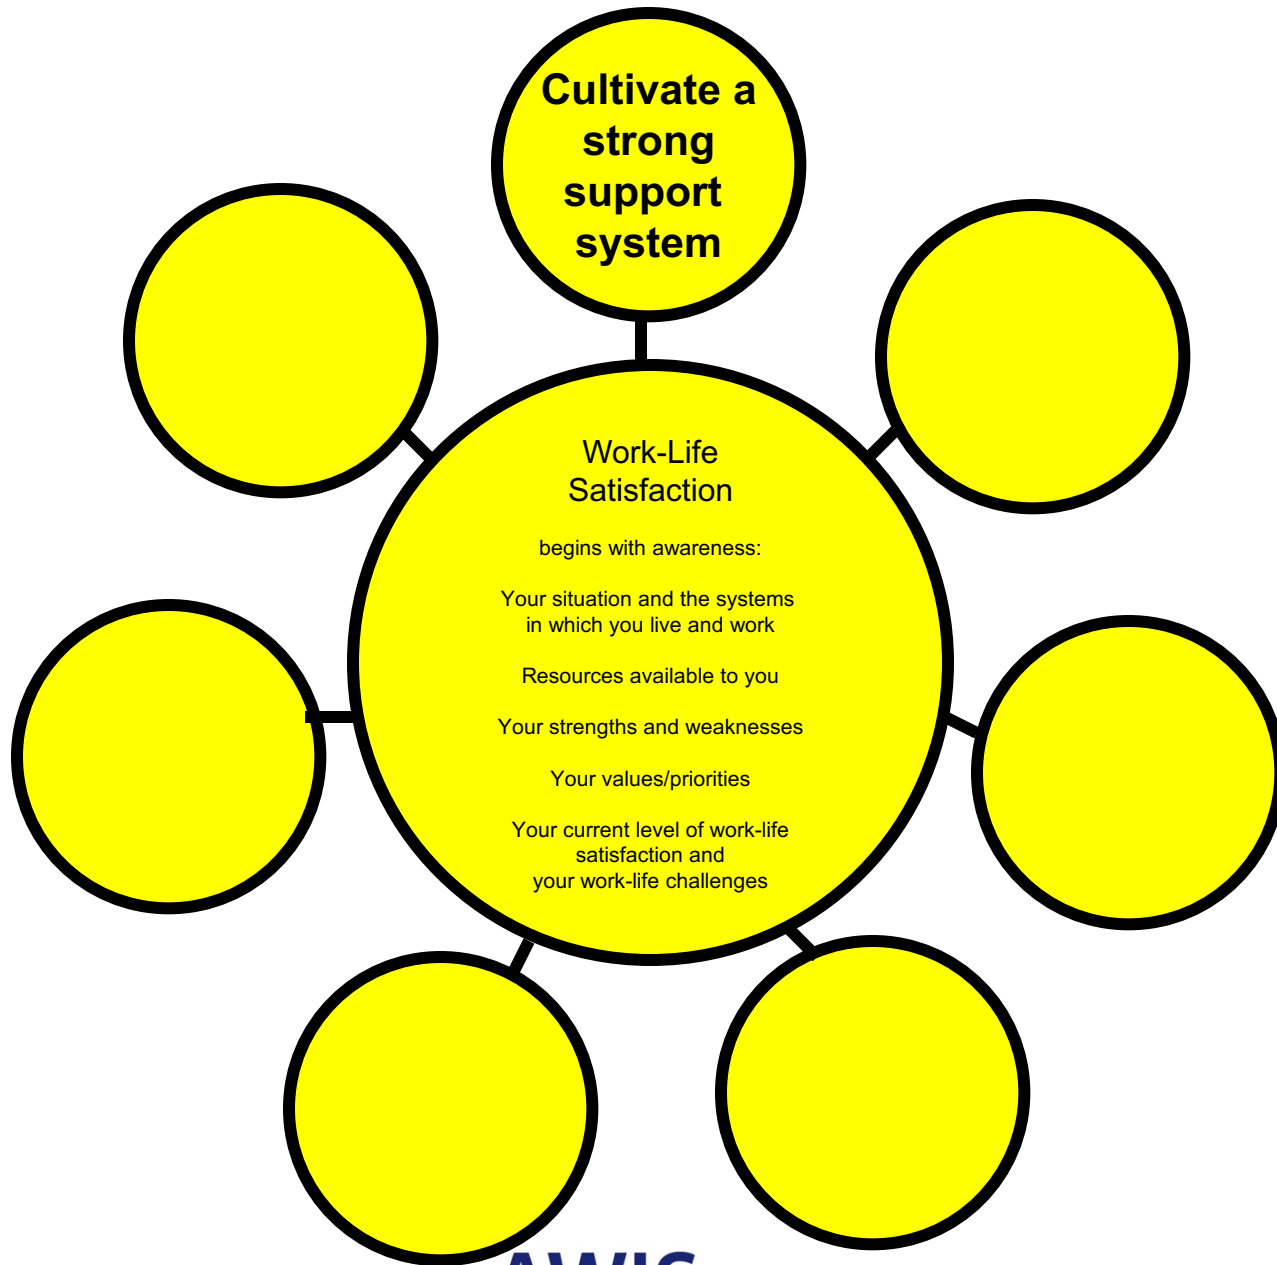 Cultivate a
strong
support
system
Work-Life
Satisfaction
begins with awareness:
Your situation and the systems
in which you live and work
Resources available to you
Your strengths and weaknesses
Your values/priorities
Your current level of work-life
satisfaction and
your work-life challenges
AWIS